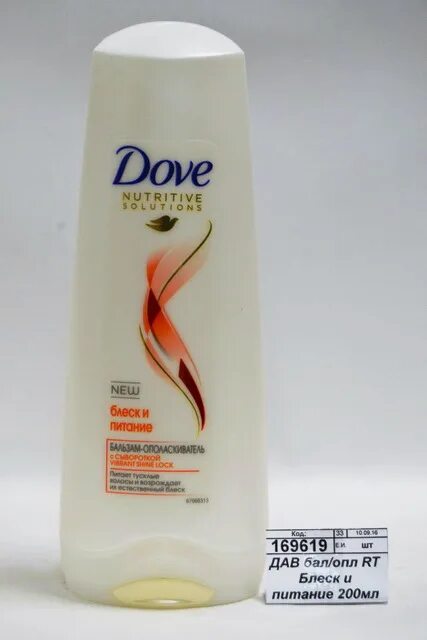 Dove
NUTRITIVE
SOLUTIONS
NEW
блеск и
питание
БАЛЬЗАМ-ОПОЛАСКИВАТЕЛЬ
с СЫВОРОТКОЙ
VIBRANT SHINE LOCK
Питает тусклые
волосы и возрождает
их естественный блеск
67668313
Код: 33 10.09.16
169619 Е.И. шт
ДАВ бал/опл RT
Блеск и
питание 200мл